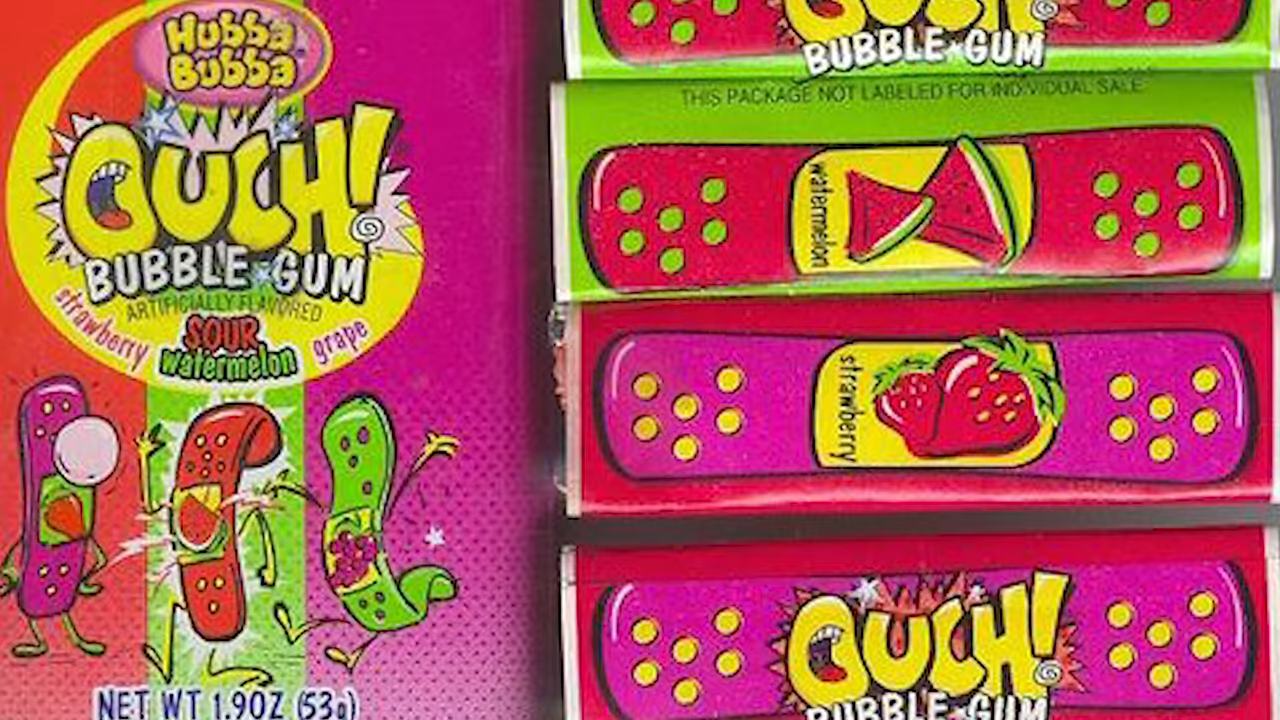 Hubba
Bubba
OUCH!
BUBBLE GUM
ARTIFICIALLY FLAVORED
strawberry
SOUR
watermelon
grape
NET WT 1.9OZ (53g)
OUCH!
BUBBLE GUM
THIS PACKAGE NOT LABELED FOR INDIVIDUAL SALE
watermelon
strawberry
OUCH!
BUBBLE GUM